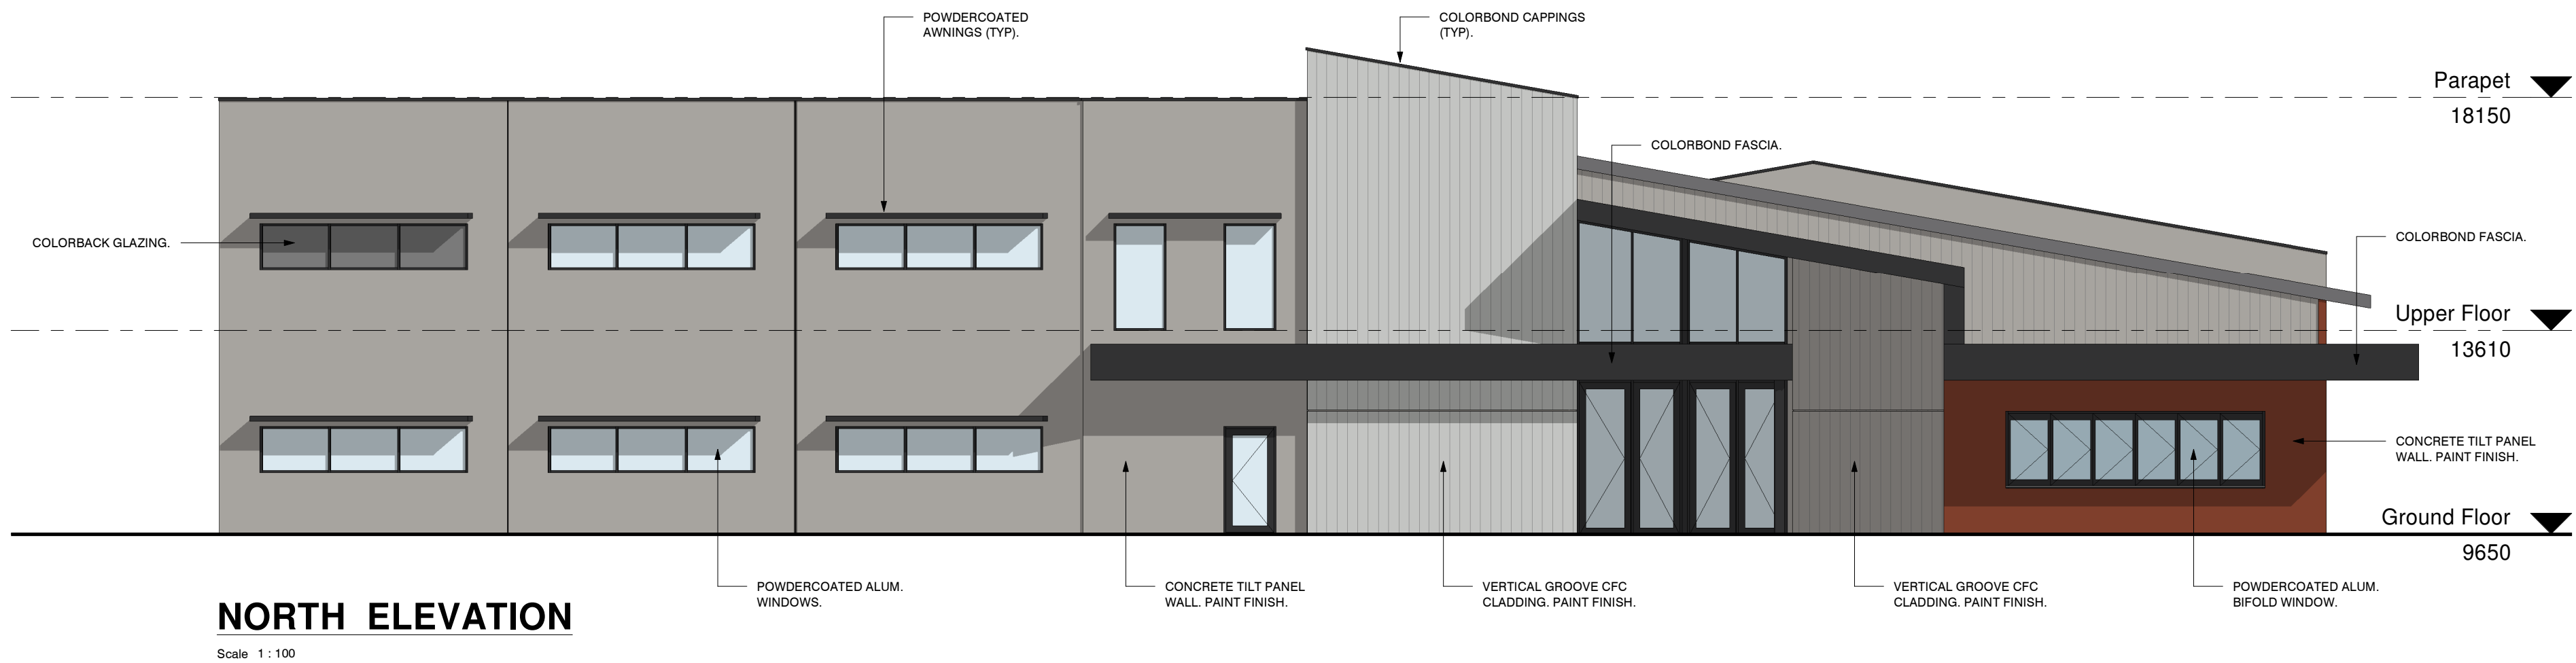 POWDERCOATED
AWNINGS (TYP).
COLORBOND CAPPINGS
(TYP).
Parapet
18150
COLORBOND FASCIA.
COLORBACK GLAZING.
COLORBOND FASCIA.
Upper Floor
13610
CONCRETE TILT PANEL
WALL. PAINT FINISH.
Ground Floor
9650
POWDERCOATED ALUM.
WINDOWS.
CONCRETE TILT PANEL
WALL. PAINT FINISH.
VERTICAL GROOVE CFC
CLADDING. PAINT FINISH.
VERTICAL GROOVE CFC
CLADDING. PAINT FINISH.
POWDERCOATED ALUM.
BIFOLD WINDOW.
NORTH ELEVATION
Scale 1 : 100